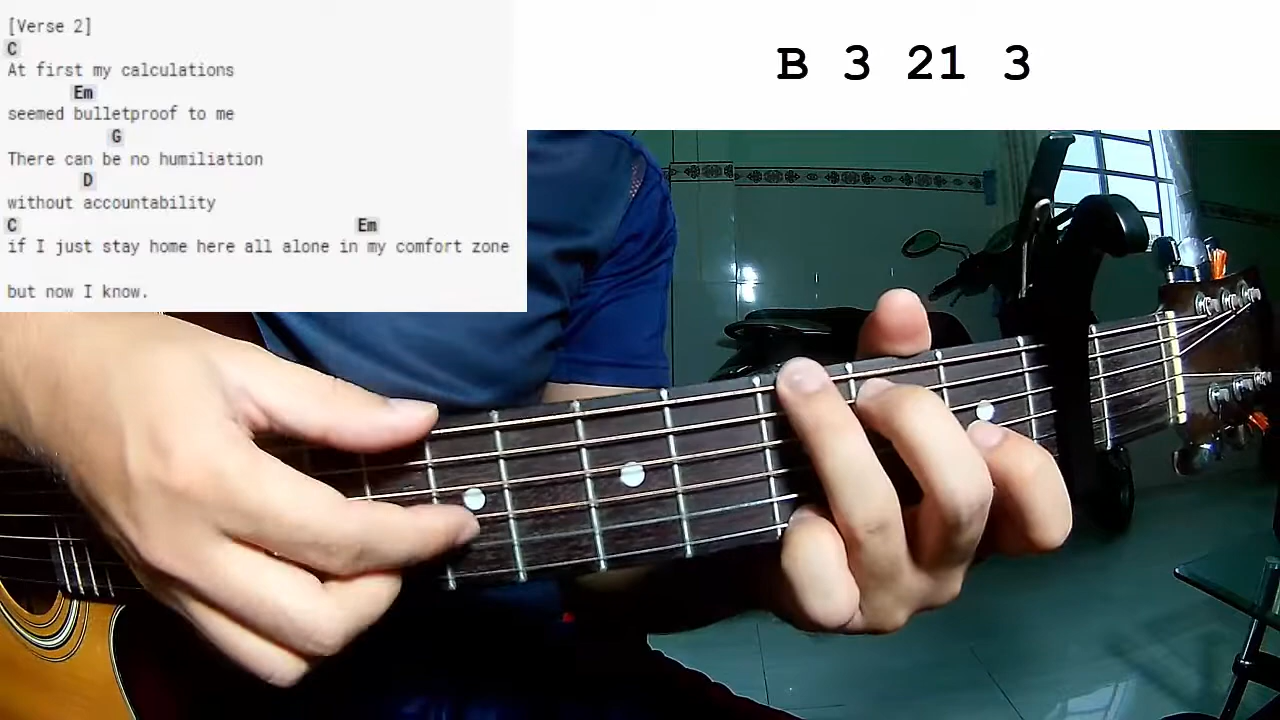 [Verse 2]
C
At first my calculations
Em
seemed bulletproof to me
G
There can be no humiliation
D
without accountability
C Em
if I just stay home here all alone in my comfort zone
but now I know.
B 3 21 3